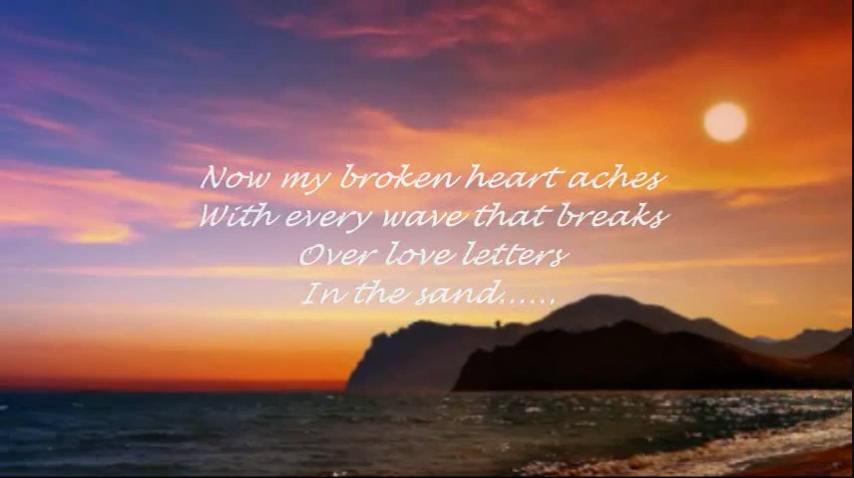 Now my broken heart aches
With every wave that breaks
Over love letters
In the sand......